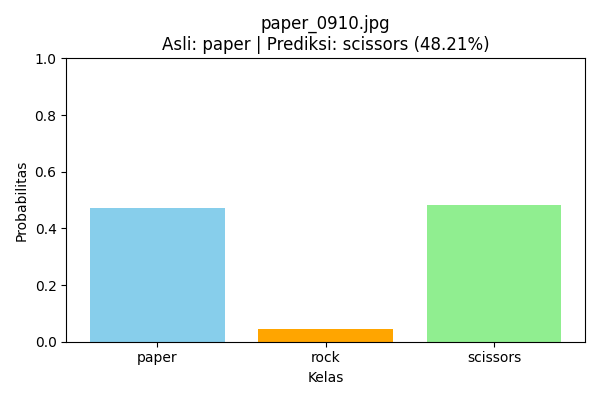 paper_0910.jpg
Asli: paper | Prediksi: scissors (48.21%)
1.0
0.8
0.6
0.4
0.2
0.0
Probabilitas
paper rock scissors
Kelas